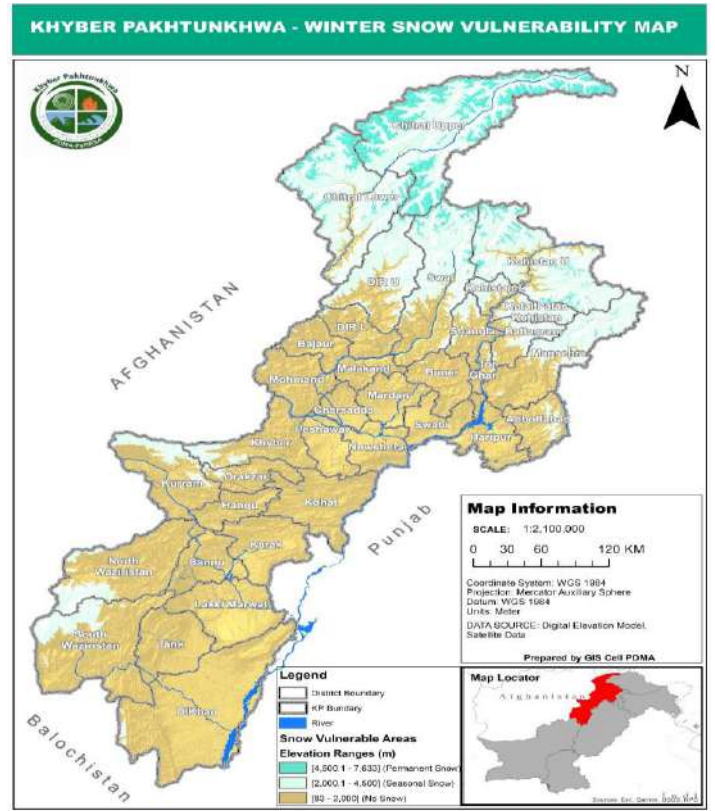 KHYBER PAKHTUNKHWA - WINTER SNOW VULNERABILITY MAP
Khyber Pakhtunkhwa
N
Chitral Upper
Chitral Lower
Kohistan U
DIR U
Swat
AFGHANISTAN
DIR L
Shangla
Battagram
Mansehra
Bajaur
Malakand
Buner
Ghar
Mohmand
Mardan
Charsadda
Swabi
Abbottabad
Peshawar
Nowshera
Haripur
Khyber
Orakzai
Kurram
Hangu
Kohat
Punjab
Karak
North
Waziristan
Bannu
Lakki Marwat
South
Waziristan
Tank
DIKhan
Balochistan
Map Information
SCALE: 1:2,100,000
0 30 60 120 KM
Coordinate System: WGS 1984
Projection: Mercator Auxiliary Sphere
Datum: WGS 1984
Units: Meter
DATA SOURCE: Digital Elevation Model,
Satellite Data
Prepared by GIS Cell PDMA
Legend
District Boundary
KP Bundary
River
Snow Vulnerable Areas
Elevation Ranges (m)
[4,500.1 - 7,633] (Permanent Snow)
[2,000.1 - 4,500] (Seasonal Snow)
[83 - 2,000] (No Snow)
Map Locator
Afghanistan